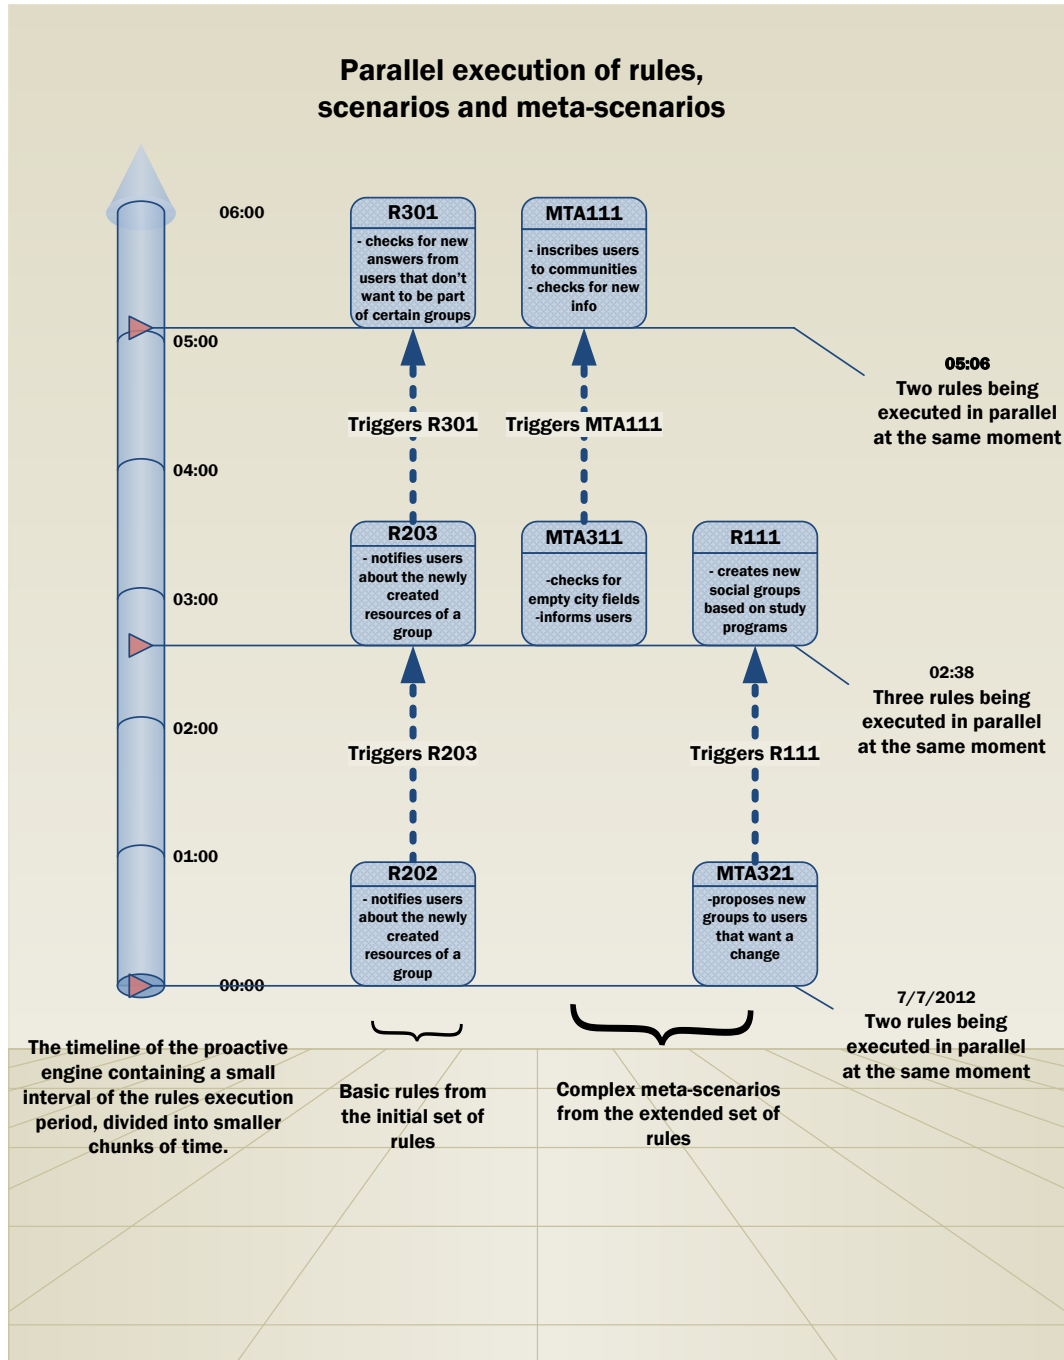 Parallel execution of rules,
scenarios and meta-scenarios
06:00
05:00
04:00
03:00
02:00
01:00
00:00
R301
- checks for new
answers from
users that don't
want to be part
of certain groups
MTA111
- inscribes users
to communities
- checks for new
info
05:06
Two rules being
executed in parallel
at the same moment
Triggers R301
Triggers MTA111
R203
- notifies users
about the newly
created
resources of a
group
MTA311
-checks for
empty city fields
-informs users
R111
- creates new
social groups
based on study
programs
02:38
Three rules being
executed in parallel
at the same moment
Triggers R203
Triggers R111
R202
- notifies users
about the newly
created
resources of a
group
MTA321
-proposes new
groups to users
that want a
change
7/7/2012
Two rules being
executed in parallel
at the same moment
The timeline of the proactive
engine containing a small
interval of the rules execution
period, divided into smaller
chunks of time.
Basic rules from
the initial set of
rules
Complex meta-scenarios
from the extended set of
rules